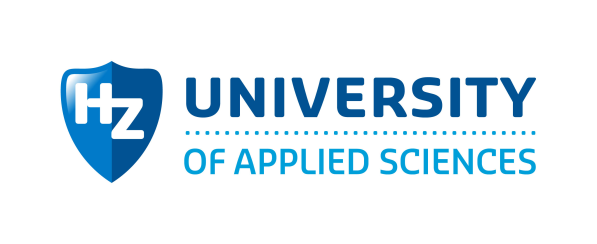 HZ
UNIVERSITY
OF APPLIED SCIENCES